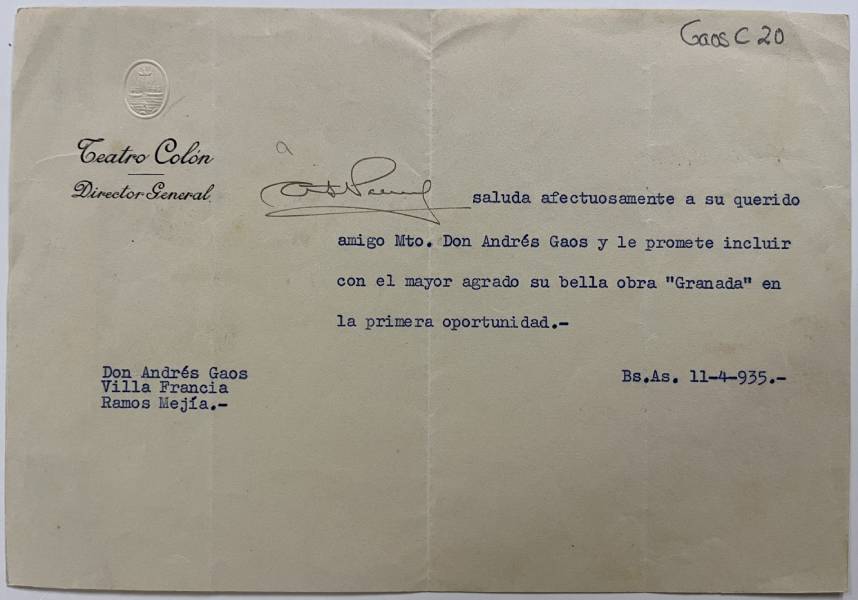 Gaos C 20
Teatro Colón
Director General
saluda afectuosamente a su querido
amigo Mto. Don Andrés Gaos y le promete incluir
con el mayor agrado su bella obra "Granada" en
la primera oportunidad.-
Don Andrés Gaos
Villa Francia
Ramos Mejía.-
Bs.As. 11-4-935.-